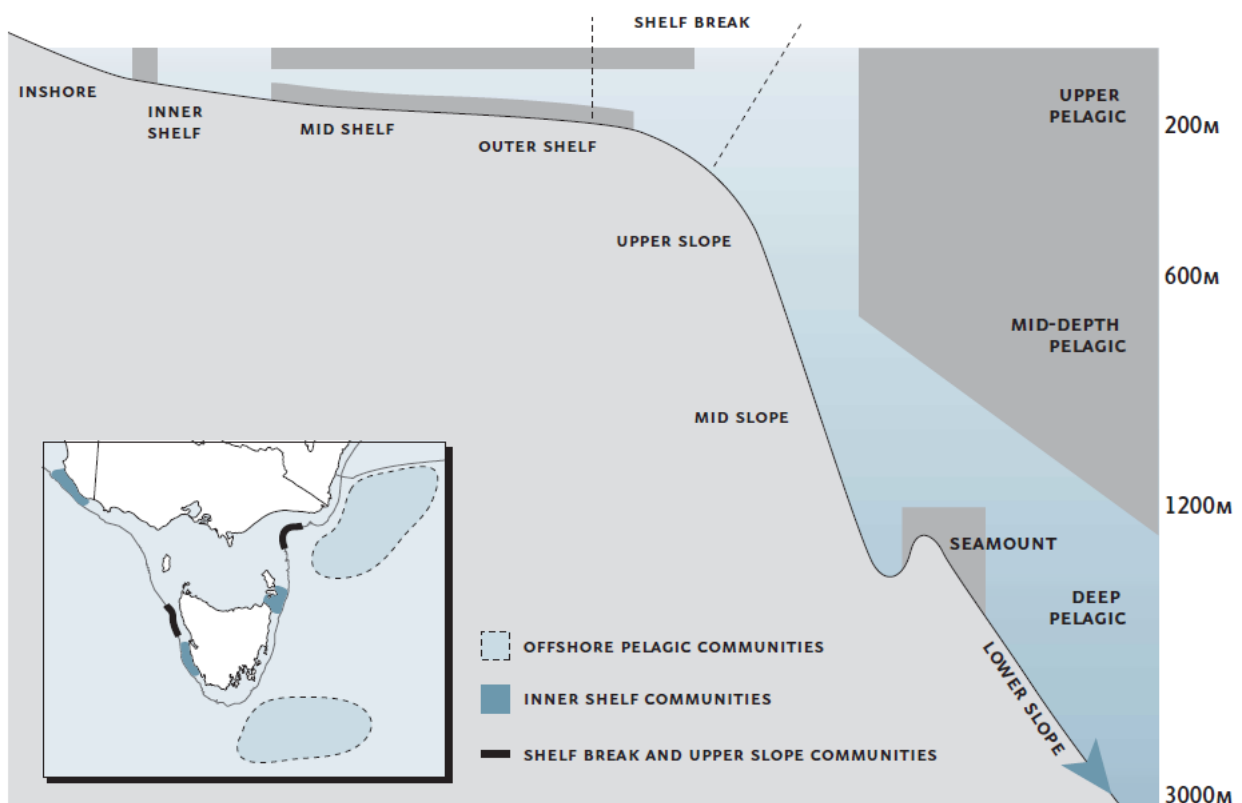 SHELF BREAK
INSHORE
INNER
SHELF
MID SHELF
OUTER SHELF
UPPER
PELAGIC
200M
UPPER SLOPE
600M
MID-DEPTH
PELAGIC
MID SLOPE
1200M
SEAMOUNT
DEEP
PELAGIC
LOWER SLOPE
3000M
OFFSHORE PELAGIC COMMUNITIES
INNER SHELF COMMUNITIES
SHELF BREAK AND UPPER SLOPE COMMUNITIES